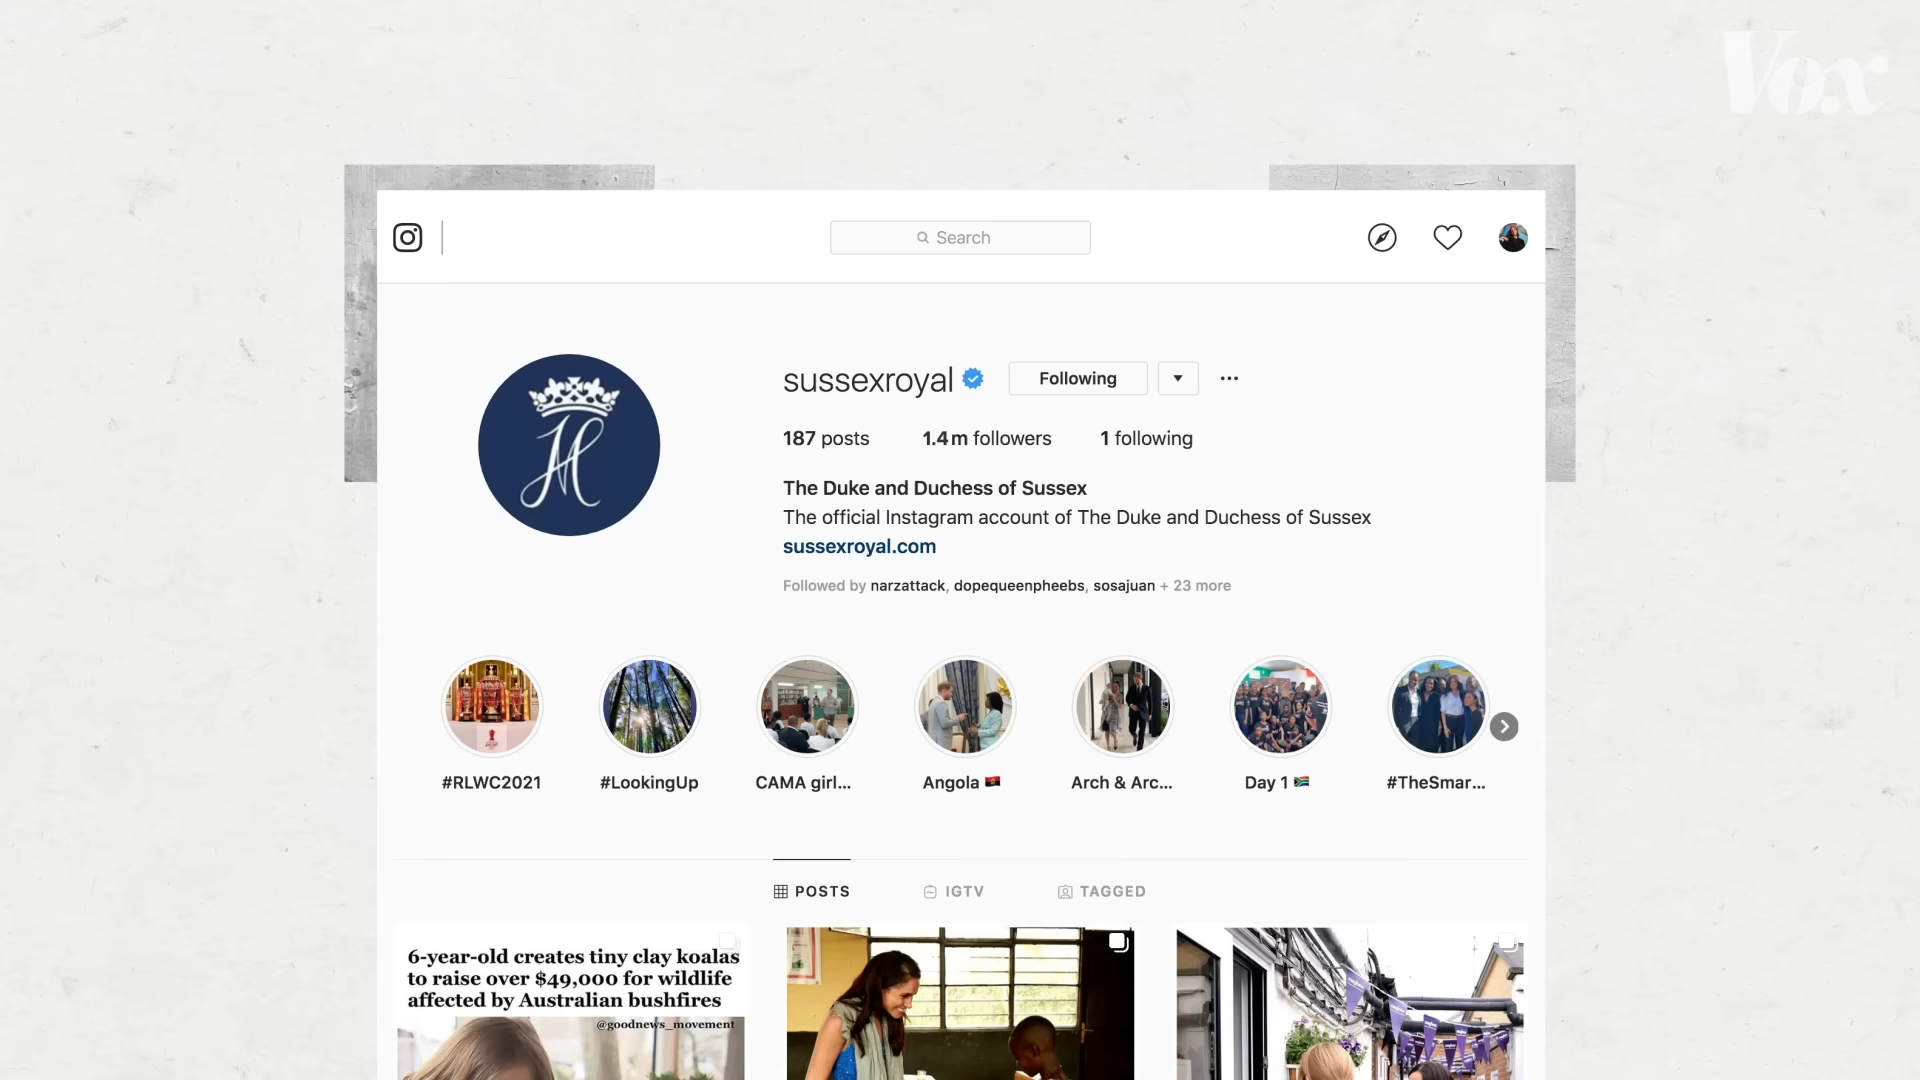 Vox
Search
sussexroyal
Following
187 posts
1.4m followers
1 following
The Duke and Duchess of Sussex
The official Instagram account of The Duke and Duchess of Sussex
sussexroyal.com
Followed by narzattack, dopequeenpheebs, sosajuan + 23 more
#RLWC2021
#LookingUp
CAMA girl...
Angola 🇦🇴
Arch & Arc...
Day 1 🇿🇦
#TheSmar...
POSTS
IGTV
TAGGED
6-year-old creates tiny clay koalas
to raise over $49,000 for wildlife
affected by Australian bushfires
@goodnews_movement